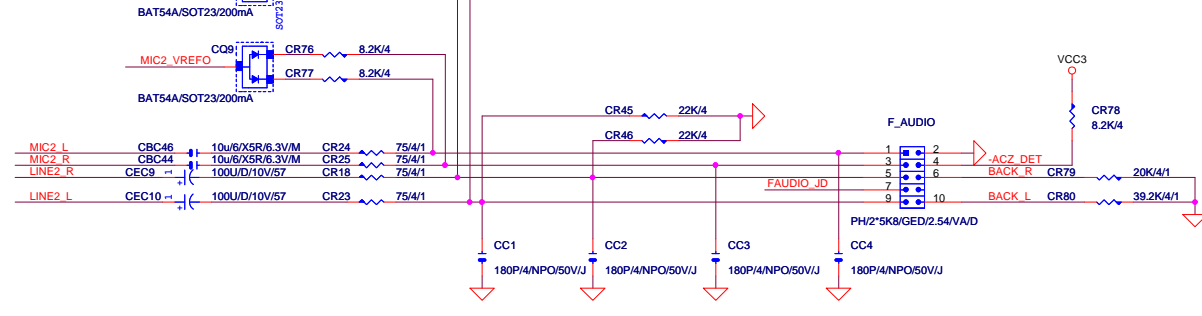 BAT54A/SOT23/200mA
SOT23
CQ9
CR76 8.2K/4
MIC2_VREFO
CR77 8.2K/4
BAT54A/SOT23/200mA
VCC3
CR45 22K/4
CR78
8.2K/4
F_AUDIO
CR46 22K/4
MIC2_L CBC46 10u/6/X5R/6.3V/M CR24 75/4/1 1 2
MIC2_R CBC44 10u/6/X5R/6.3V/M CR25 75/4/1 3 4 -ACZ_DET
LINE2_R CEC9 1 + 100U/D/10V/57 CR18 75/4/1 5 6 BACK_R CR79 20K/4/1
FAUDIO_JD 7
LINE2_L CEC10 1 + 100U/D/10V/57 CR23 75/4/1 9 10 BACK_L CR80 39.2K/4/1
PH/2*5K8/GED/2.54/VA/D
CC1 CC2 CC3 CC4
180P/4/NPO/50V/J 180P/4/NPO/50V/J 180P/4/NPO/50V/J 180P/4/NPO/50V/J